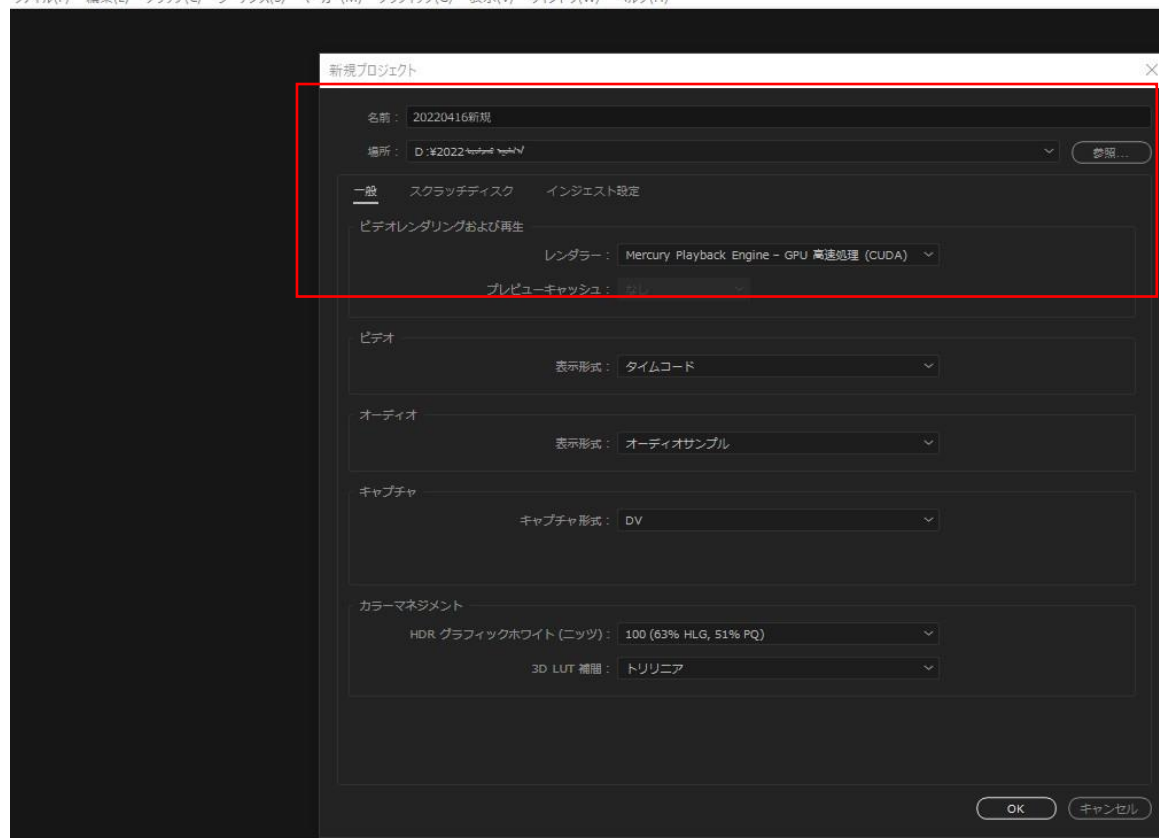 新規プロジェクト
名前： 20220416新規
場所： D:¥2022
参照...
一般 スクラッチディスク インジェスト設定
ビデオレンダリングおよび再生
レンダラー： Mercury Playback Engine – GPU 高速処理 (CUDA)
プレビューキャッシュ： なし
ビデオ
表示形式： タイムコード
オーディオ
表示形式： オーディオサンプル
キャプチャ
キャプチャ形式： DV
カラーマネジメント
HDR グラフィックホワイト (ニッツ)： 100 (63% HLG, 51% PQ)
3D LUT 補間： トリリニア
OK キャンセル